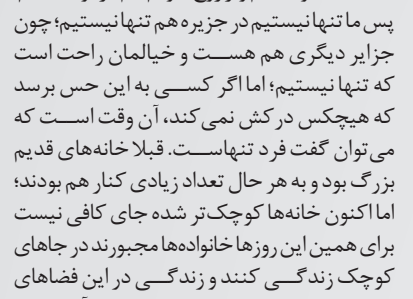 پس ما تنها نیستیم در جزیره هم تنها نیستیم؛ چون
جزایر دیگری هم هست و خیالمان راحت است
که تنها نیستیم؛ اما اگر کسی به این حس برسد
که هیچکس درکش نمی‌کند، آن وقت است که
می‌توان گفت فرد تنهاست. قبلا خانه‌های قدیم
بزرگ بود و به هر حال تعداد زیادی کنار هم بودند؛
اما اکنون خانه‌ها کوچک‌تر شده جای کافی نیست
برای همین این روزها خانواده‌ها مجبورند در جاهای
کوچک زندگی کنند و زندگی در این فضاهای